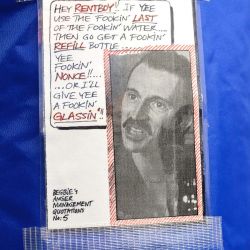 HEY RENTBOY!! IF YEE
USE THE FOOKIN' LAST
OF THE FOOKIN' WATER....
THEN GO GET A FOOKIN'
REFILL BOTTLE....
YEE
FOOKIN'
NONCE!!...
...OR I'LL
GIVE YEE
A FOOKIN'
GLASSIN'!!
BEGBIE'S
ANGER
MANAGEMENT
QUOTATIONS
No. 5